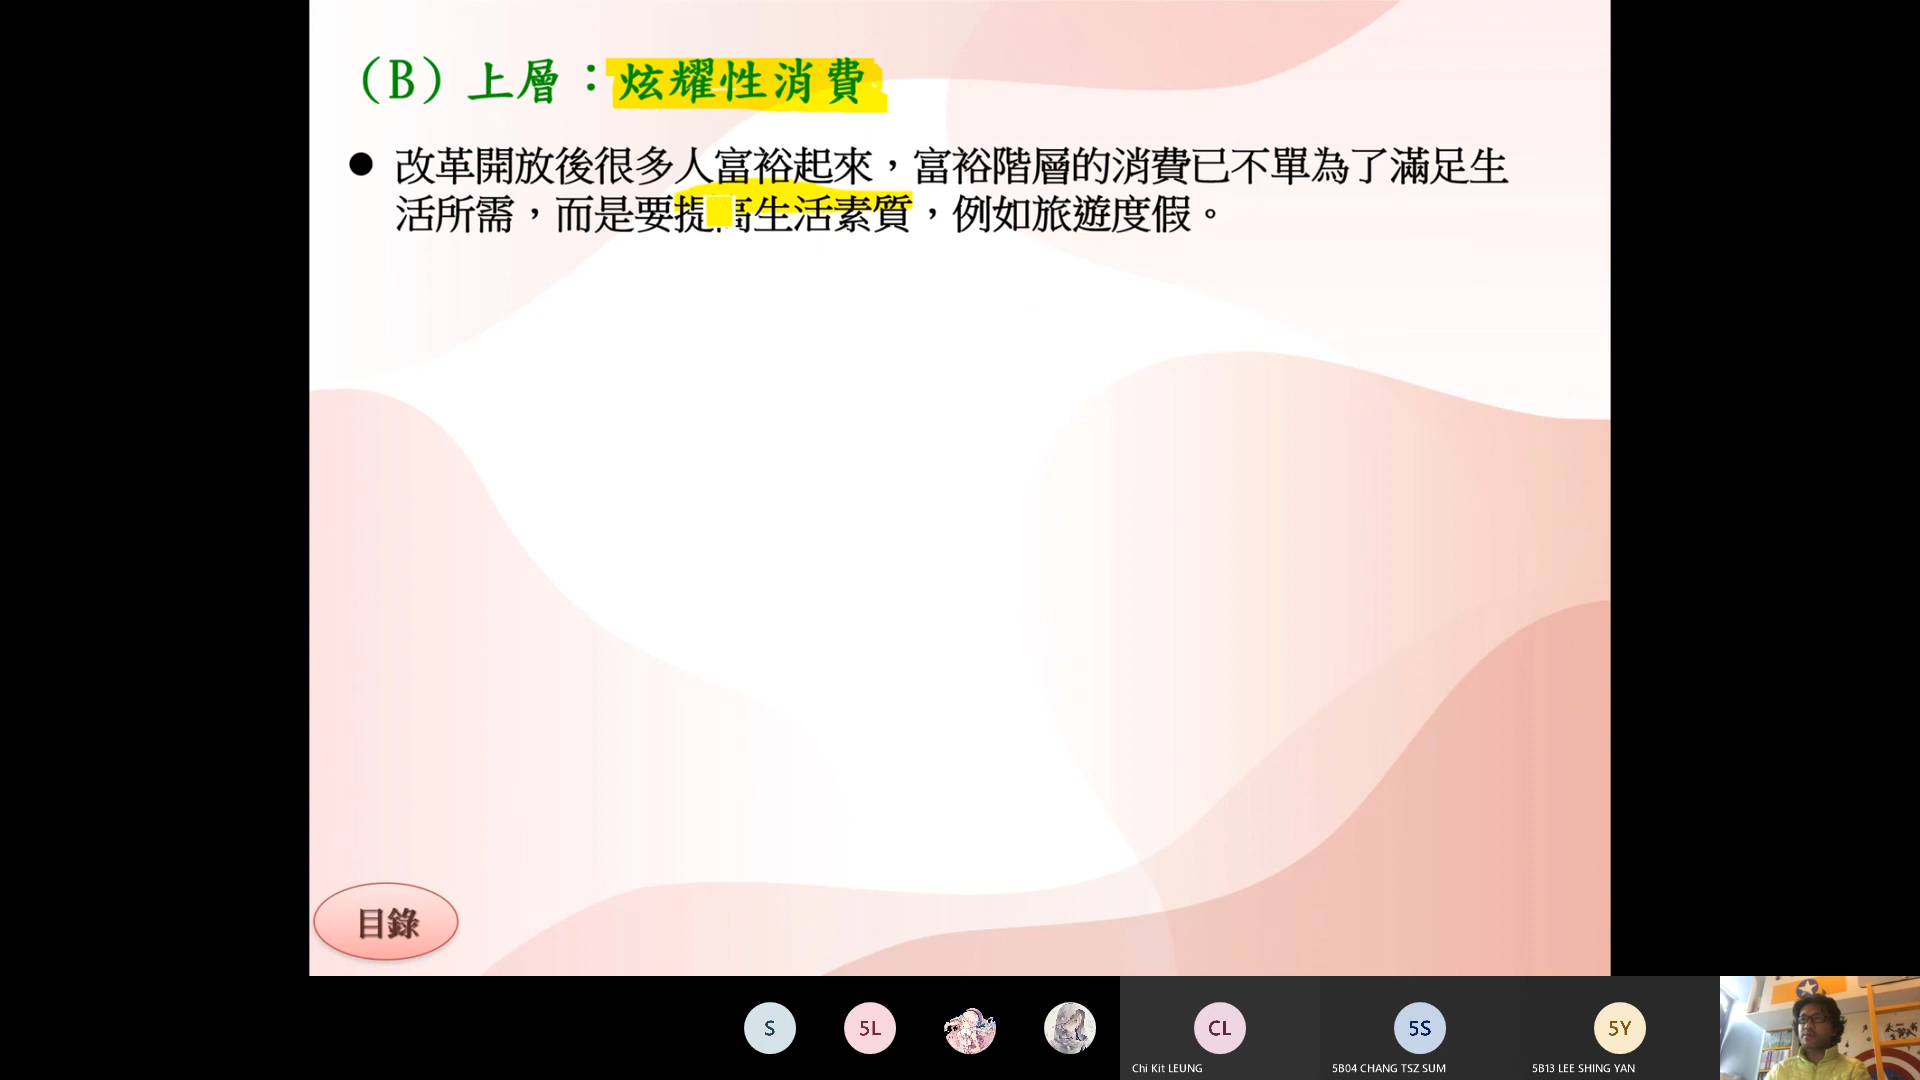 （B）上層：炫耀性消費
● 改革開放後很多人富裕起來，富裕階層的消費已不單為了滿足生
活所需，而是要提高生活素質，例如旅遊度假。
目錄
S
5L
CL
5S
5Y
Chi Kit LEUNG
5B04 CHANG TSZ SUM
5B13 LEE SHING YAN